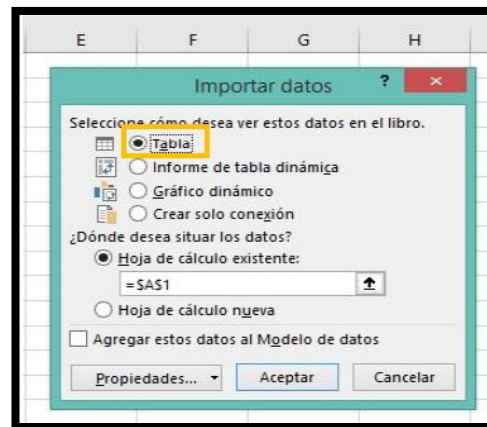 E F G H
Importar datos ? ×
Seleccione cómo desea ver estos datos en el libro.
Tabla
Informe de tabla dinámica
Gráfico dinámico
Crear solo conexión
¿Dónde desea situar los datos?
Hoja de cálculo existente:
=$A$1
Hoja de cálculo nueva
Agregar estos datos al Modelo de datos
Propiedades... Aceptar Cancelar